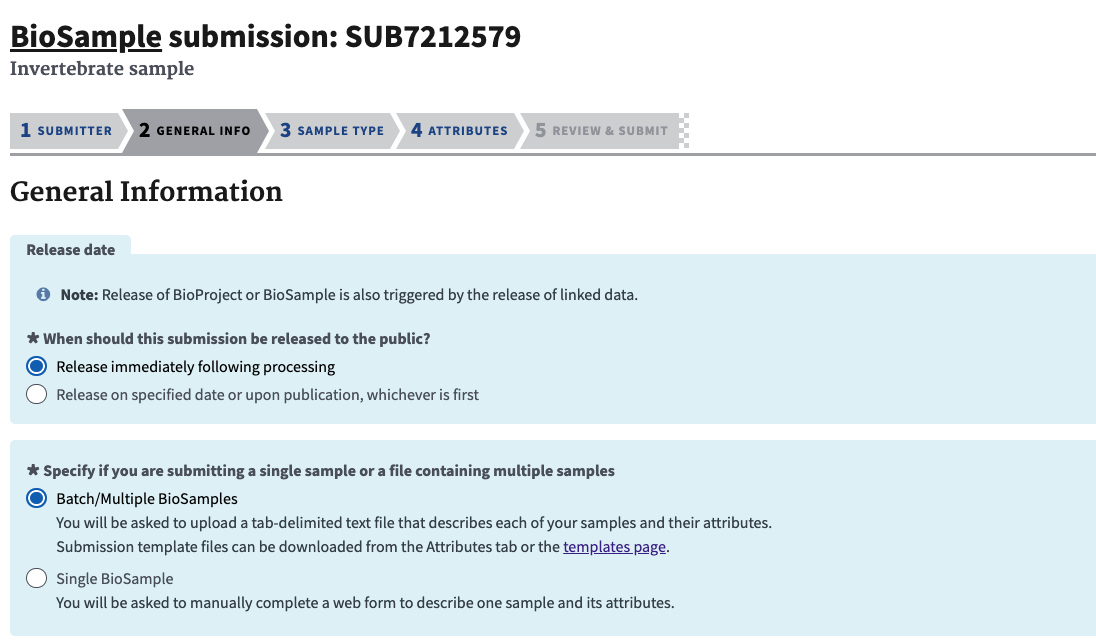 BioSample submission: SUB7212579
Invertebrate sample
1 SUBMITTER 2 GENERAL INFO 3 SAMPLE TYPE 4 ATTRIBUTES 5 REVIEW & SUBMIT
General Information
Release date
Note: Release of BioProject or BioSample is also triggered by the release of linked data.
* When should this submission be released to the public?
Release immediately following processing
Release on specified date or upon publication, whichever is first
* Specify if you are submitting a single sample or a file containing multiple samples
Batch/Multiple BioSamples
You will be asked to upload a tab-delimited text file that describes each of your samples and their attributes.
Submission template files can be downloaded from the Attributes tab or the templates page.
Single BioSample
You will be asked to manually complete a web form to describe one sample and its attributes.